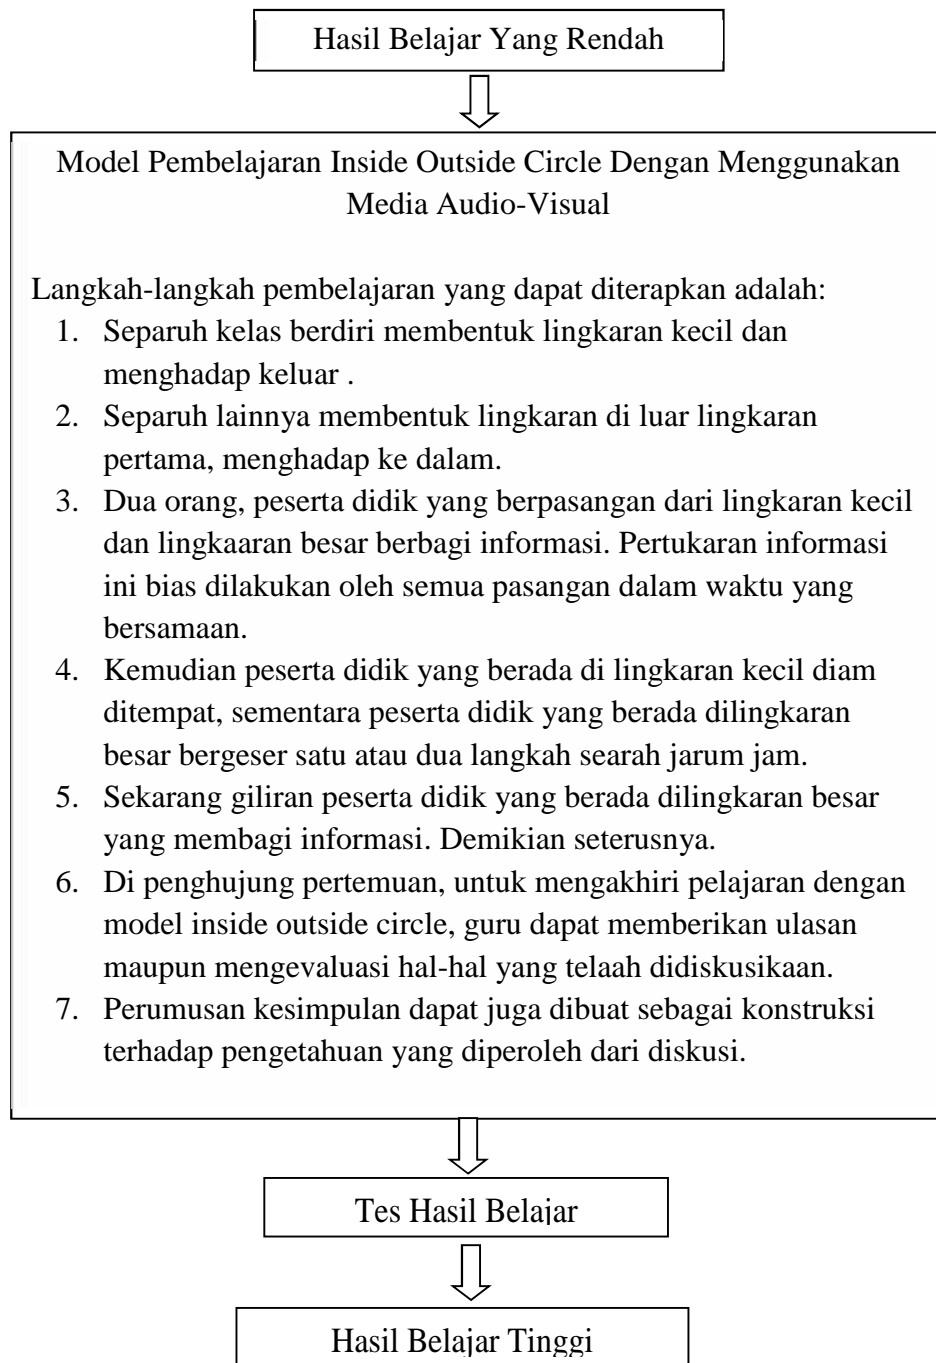 Hasil Belajar Yang Rendah
Model Pembelajaran Inside Outside Circle Dengan Menggunakan
Media Audio-Visual
Langkah-langkah pembelajaran yang dapat diterapkan adalah:
1. Separuh kelas berdiri membentuk lingkaran kecil dan
menghadap keluar .
2. Separuh lainnya membentuk lingkaran di luar lingkaran
pertama, menghadap ke dalam.
3. Dua orang, peserta didik yang berpasangan dari lingkaran kecil
dan lingkaaran besar berbagi informasi. Pertukaran informasi
ini bias dilakukan oleh semua pasangan dalam waktu yang
bersamaan.
4. Kemudian peserta didik yang berada di lingkaran kecil diam
ditempat, sementara peserta didik yang berada dilingkaran
besar bergeser satu atau dua langkah searah jarum jam.
5. Sekarang giliran peserta didik yang berada dilingkaran besar
yang membagi informasi. Demikian seterusnya.
6. Di penghujung pertemuan, untuk mengakhiri pelajaran dengan
model inside outside circle, guru dapat memberikan ulasan
maupun mengevaluasi hal-hal yang telaah didiskusikaan.
7. Perumusan kesimpulan dapat juga dibuat sebagai konstruksi
terhadap pengetahuan yang diperoleh dari diskusi.
Tes Hasil Belajar
Hasil Belajar Tinggi